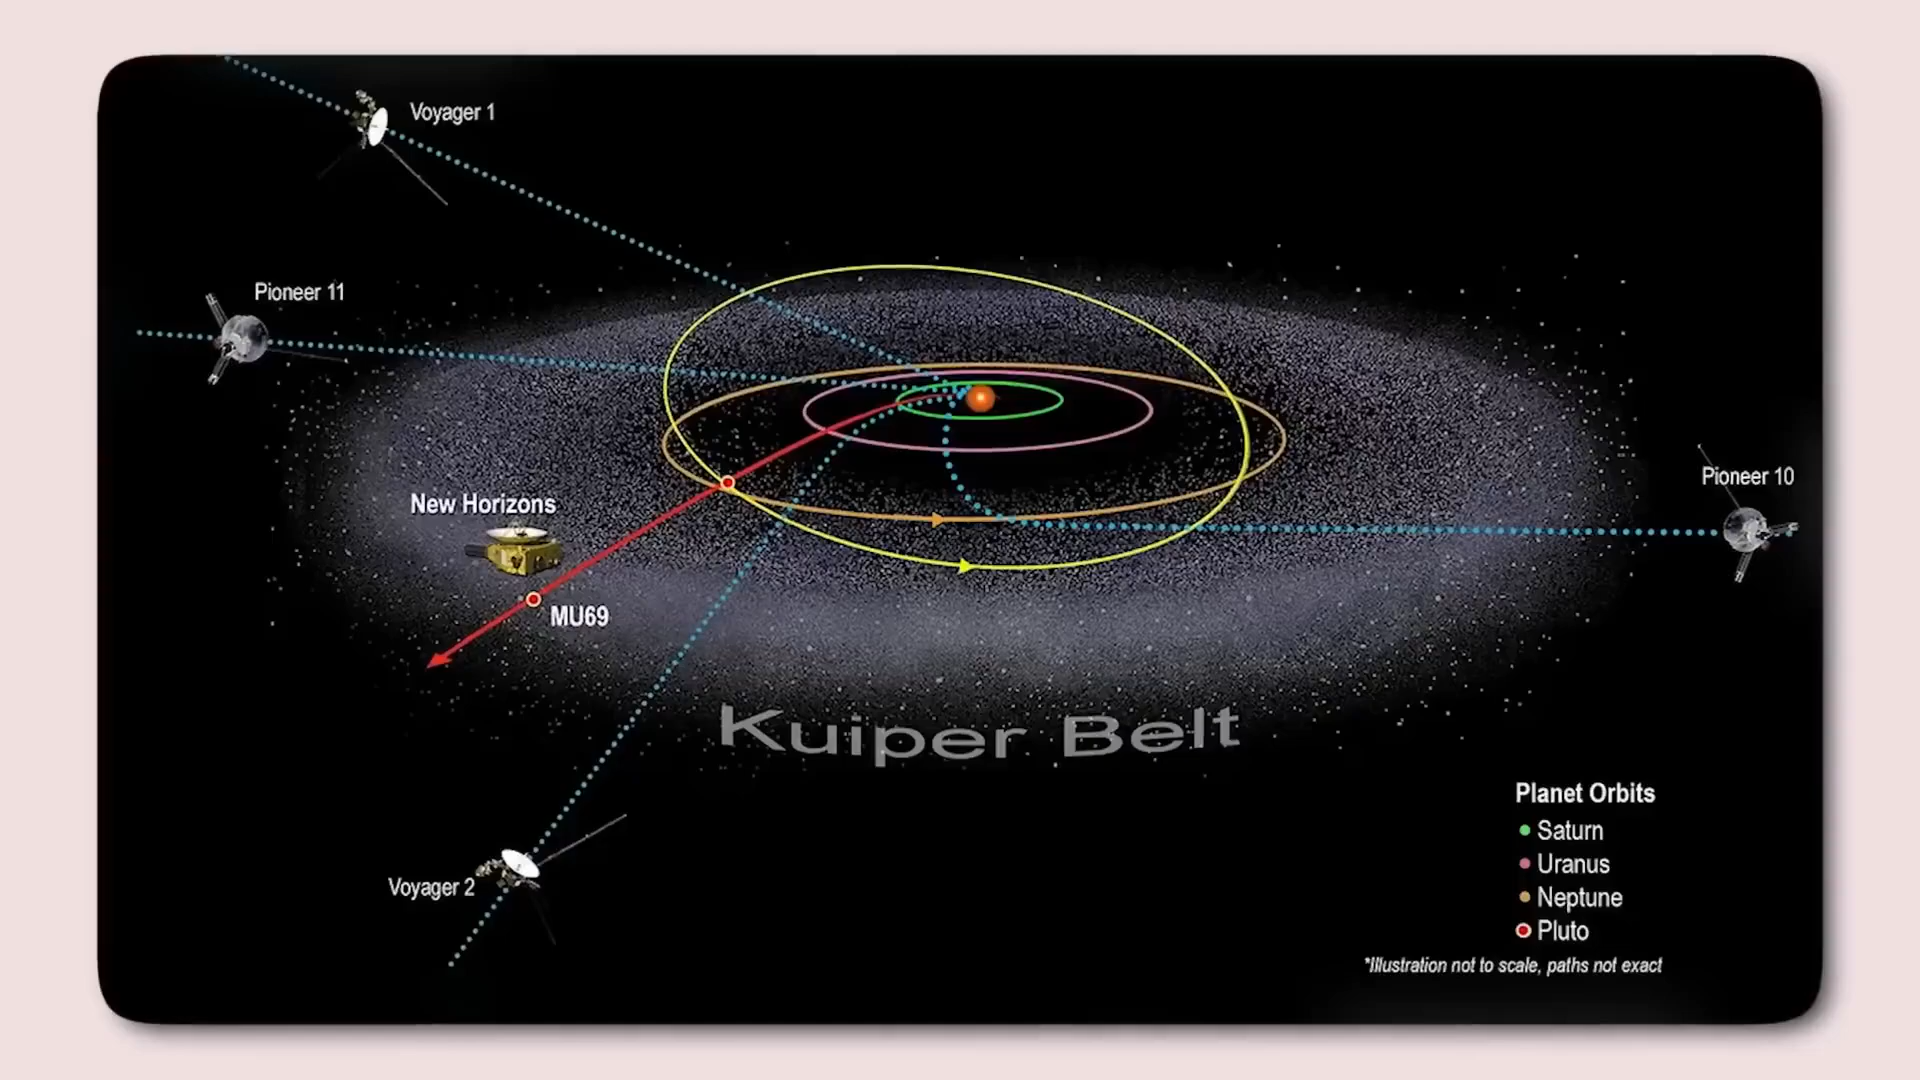 Voyager 1
Pioneer 11
Pioneer 10
New Horizons
MU69
Kuiper Belt
Voyager 2
Planet Orbits
Saturn
Uranus
Neptune
Pluto
*Illustration not to scale, paths not exact